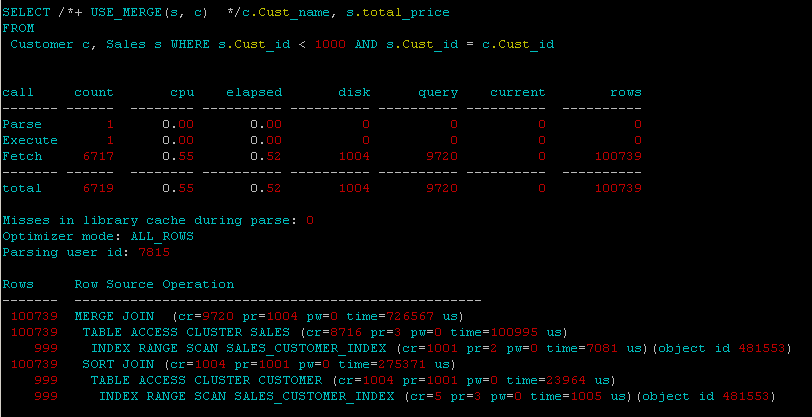 SELECT /*+ USE_MERGE(s, c)  */c.Cust_name, s.total_price
FROM
 Customer c, Sales s WHERE s.Cust_id < 1000 AND s.Cust_id = c.Cust_id
call     count       cpu    elapsed       disk      query    current        rows
------- ------  -------- ---------- ---------- ---------- ----------  ----------
Parse        1      0.00       0.00          0          0          0           0
Execute      1      0.00       0.00          0          0          0           0
Fetch     6717      0.55       0.52       1004       9720          0      100739
------- ------  -------- ---------- ---------- ---------- ----------  ----------
total     6719      0.55       0.52       1004       9720          0      100739
Misses in library cache during parse: 0
Optimizer mode: ALL_ROWS
Parsing user id: 7815
Rows     Row Source Operation
-------  ---------------------------------------------------
 100739  MERGE JOIN  (cr=9720 pr=1004 pw=0 time=726567 us)
 100739   TABLE ACCESS CLUSTER SALES (cr=8716 pr=3 pw=0 time=100995 us)
    999    INDEX RANGE SCAN SALES_CUSTOMER_INDEX (cr=1001 pr=2 pw=0 time=7081 us)(object id 481553)
 100739   SORT JOIN (cr=1004 pr=1001 pw=0 time=275371 us)
    999    TABLE ACCESS CLUSTER CUSTOMER (cr=1004 pr=1001 pw=0 time=23964 us)
    999     INDEX RANGE SCAN SALES_CUSTOMER_INDEX (cr=5 pr=3 pw=0 time=1005 us)(object id 481553)